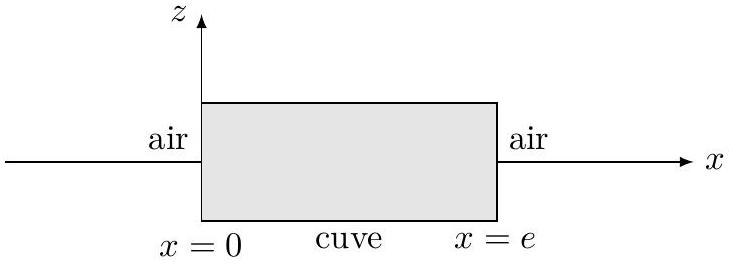 z
air
air
x
x = 0
cuve
x = e